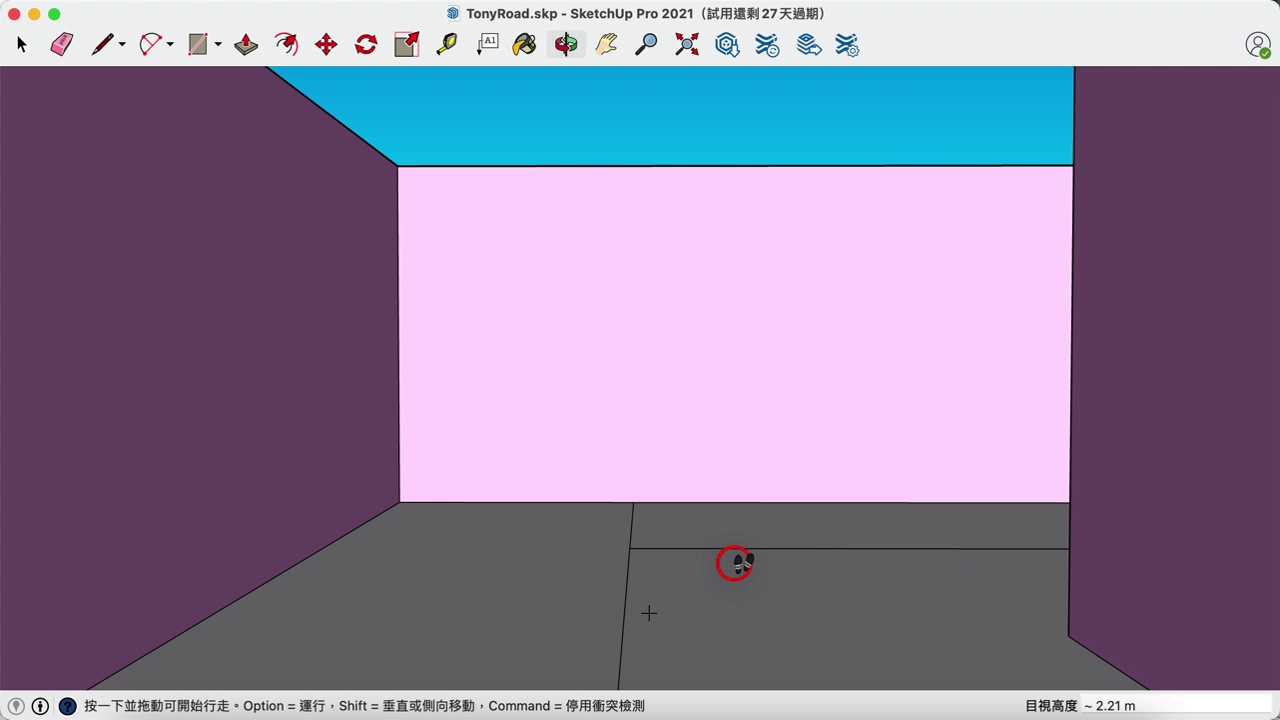 TonyRoad.skp - SketchUp Pro 2021（試用還剩 27 天過期）
A1
按一下並拖動可開始行走。Option = 運行，Shift = 垂直或側向移動，Command = 停用衝突檢測
目視高度 ~ 2.21 m